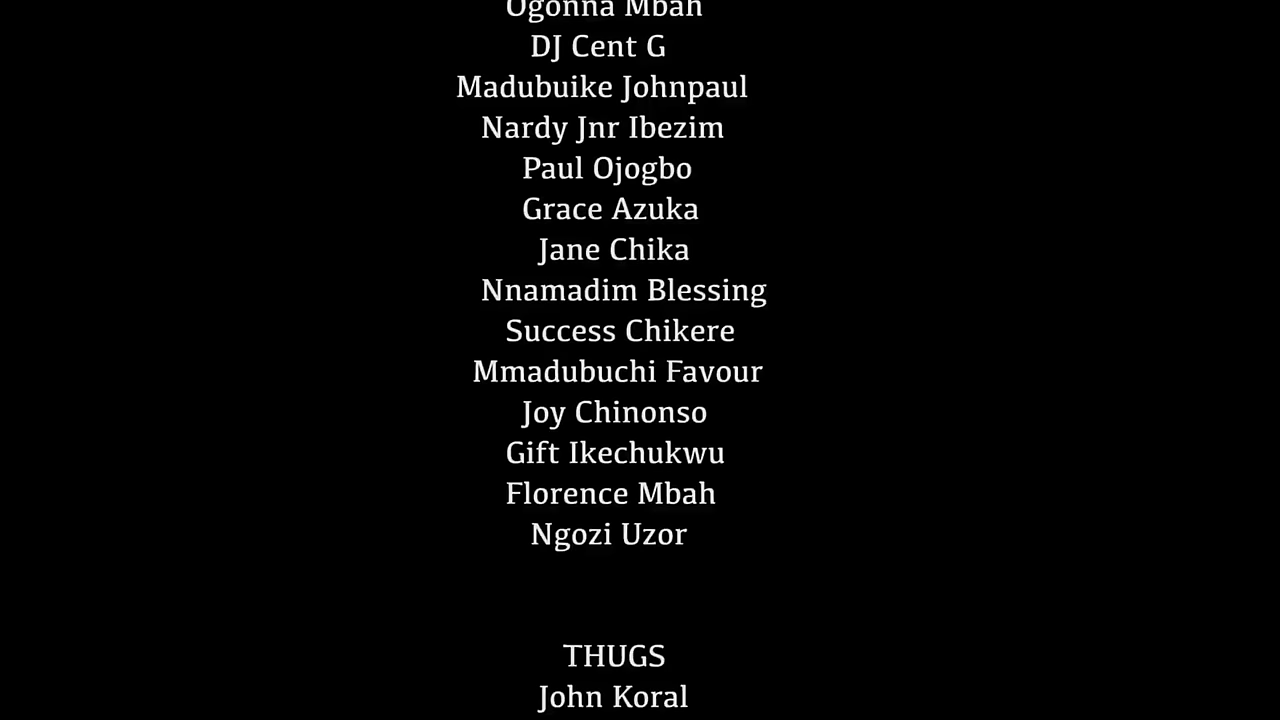 Ogonna Mbah
DJ Cent G
Madubuike Johnpaul
Nardy Jnr Ibezim
Paul Ojogbo
Grace Azuka
Jane Chika
Nnamadim Blessing
Success Chikere
Mmadubuchi Favour
Joy Chinonso
Gift Ikechukwu
Florence Mbah
Ngozi Uzor
THUGS
John Koral